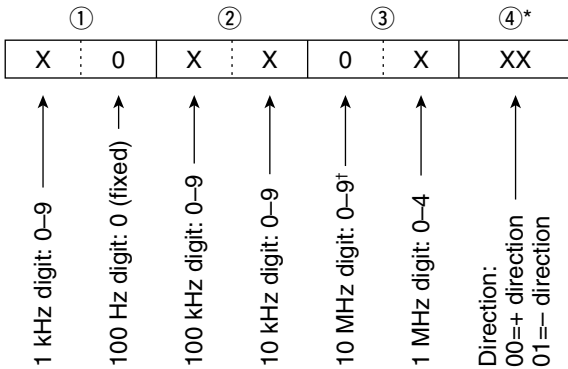 ① ② ③ ④*
X 0 X X 0 X XX
1 kHz digit: 0–9
100 Hz digit: 0 (fixed)
100 kHz digit: 0–9
10 kHz digit: 0–9
10 MHz digit: 0–9†
1 MHz digit: 0–4
Direction:
00=+ direction
01=– direction